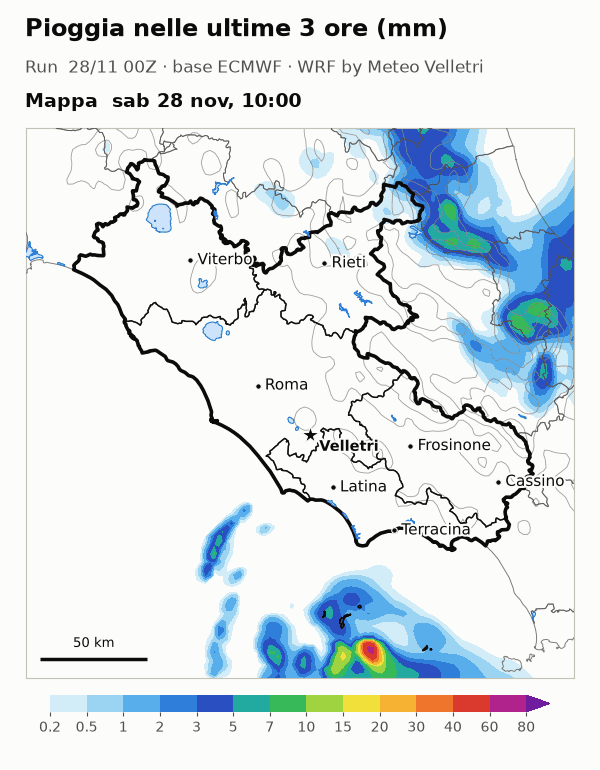 Pioggia nelle ultime 3 ore (mm)
Run  28/11 00Z · base ECMWF · WRF by Meteo Velletri
Mappa  sab 28 nov, 10:00
Viterbo
Rieti
Roma
Velletri
Frosinone
Latina
Cassino
Terracina
50 km
0.2 0.5 1 2 3 5 7 10 15 20 30 40 60 80